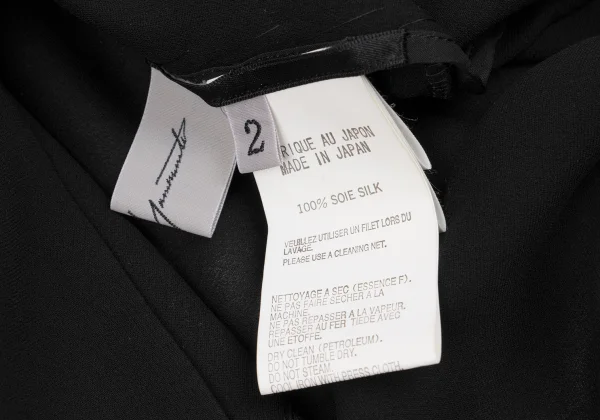 Yamamoto
2
RIQUE AU JAPON
MADE IN JAPAN
100% SOIE SILK
VEUILLEZ UTILISER UN FILET LORS DU
LAVAGE.
PLEASE USE A CLEANING NET.
NETTOYAGE A SEC (ESSENCE F).
NE PAS FAIRE SECHER A LA
MACHINE.
NE PAS REPASSER A LA VAPEUR.
REPASSER AU FER TIEDE AVEC
UNE ETOFFE.
DRY CLEAN (PETROLEUM).
DO NOT TUMBLE DRY.
DO NOT STEAM.
COOL IRON WITH PRESS CLOTH.